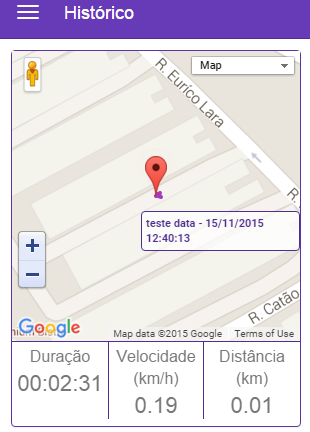 Histórico
Map
R. Euríco Lara
R.
teste data - 15/11/2015
12:40:13
+
−
R. Catão
Google
Map data ©2015 Google
Terms of Use
Duração
00:02:31
Velocidade
(km/h)
0.19
Distância
(km)
0.01